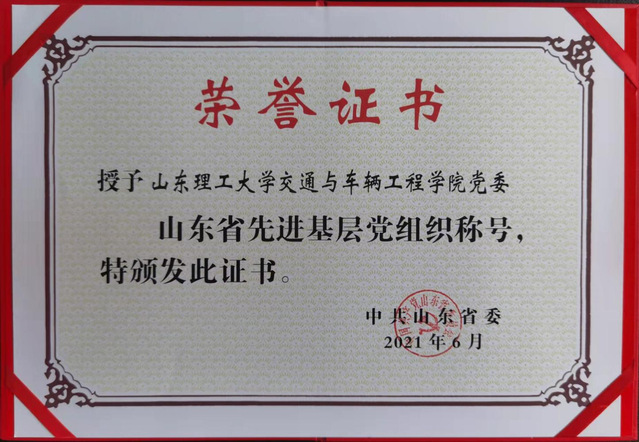 荣誉证书
授予山东理工大学交通与车辆工程学院党委
山东省先进基层党组织称号，
特颁发此证书。
中共山东省委
2021年6月